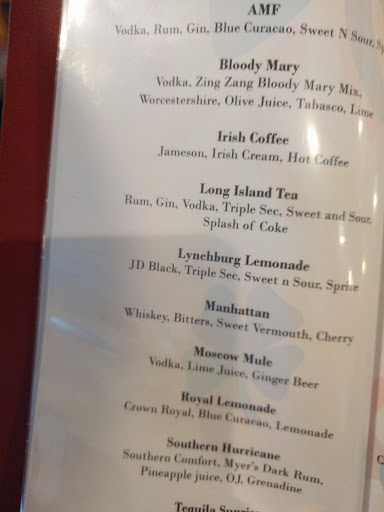 AMF
Vodka, Rum, Gin, Blue Curacao, Sweet N Sour,
Bloody Mary
Vodka, Zing Zang Bloody Mary Mix,
Worcestershire, Olive Juice, Tabasco, Lime
Irish Coffee
Jameson, Irish Cream, Hot Coffee
Long Island Tea
Rum, Gin, Vodka, Triple Sec, Sweet and Sour,
Splash of Coke
Lynchburg Lemonade
JD Black, Triple Sec, Sweet n Sour, Sprite
Manhattan
Whiskey, Bitters, Sweet Vermouth, Cherry
Moscow Mule
Vodka, Lime Juice, Ginger Beer
Royal Lemonade
Crown Royal, Blue Curacao, Lemonade
Southern Hurricane
Southern Comfort, Myer's Dark Rum,
Pineapple juice, OJ, Grenadine
Tequila Sunrise